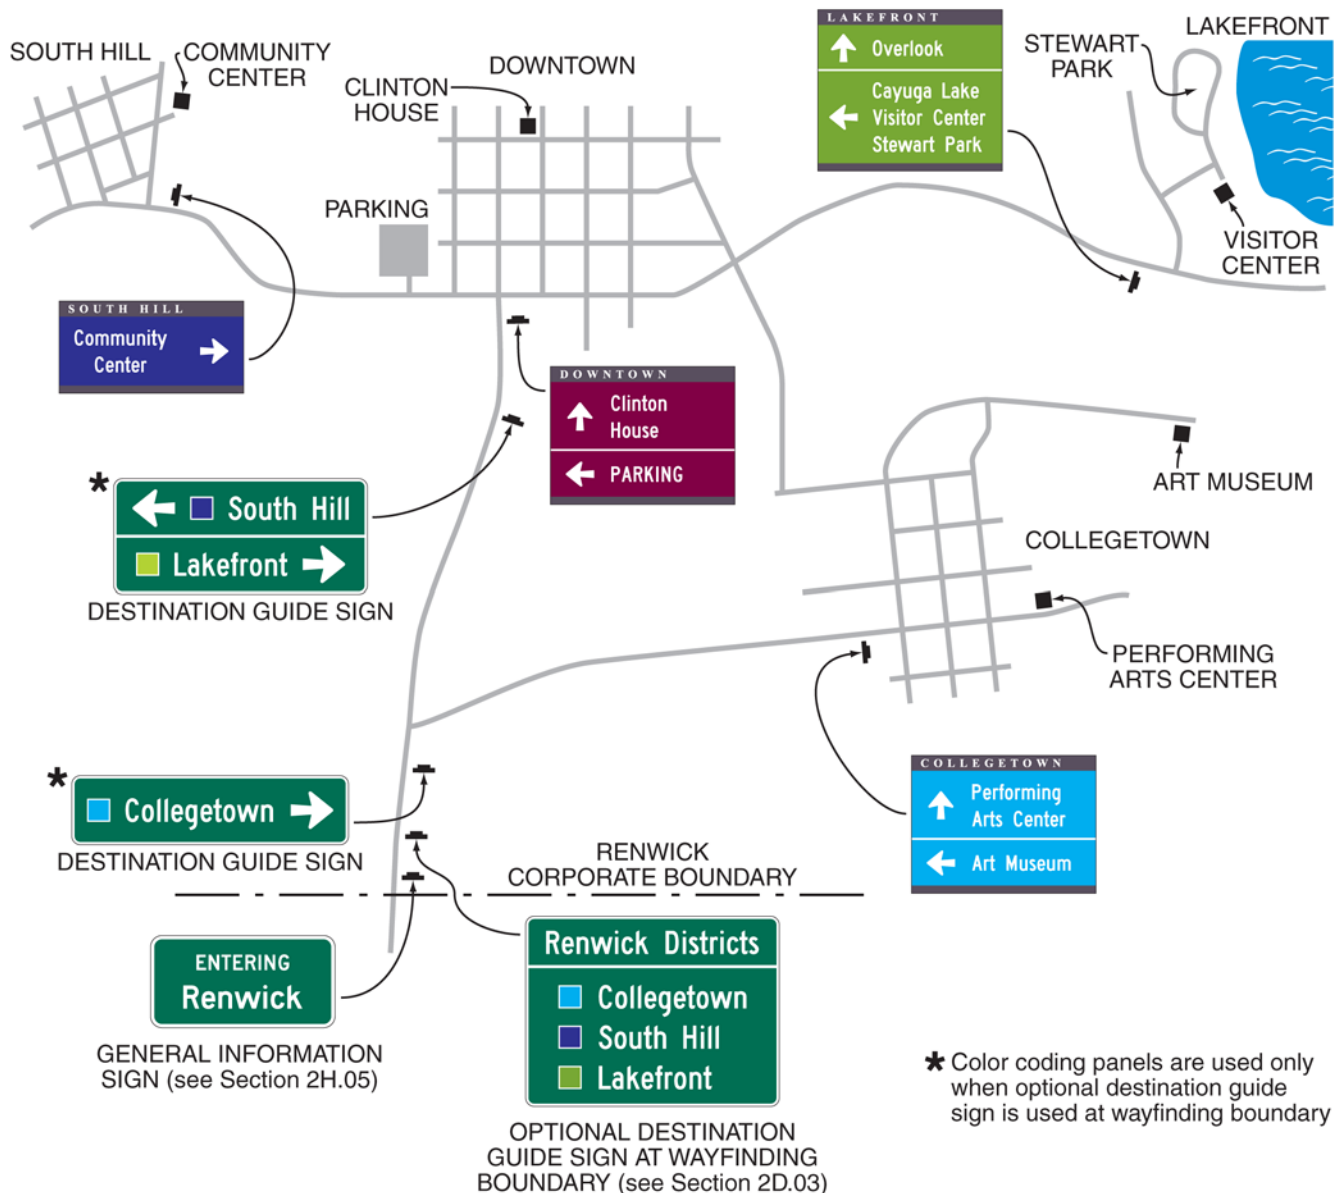 SOUTH HILL
COMMUNITY
CENTER
CLINTON
HOUSE
DOWNTOWN
LAKEFRONT
Overlook
Cayuga Lake
Visitor Center
Stewart Park
STEWART
PARK
LAKEFRONT
PARKING
VISITOR
CENTER
SOUTH HILL
Community
Center
DOWNTOWN
Clinton
House
PARKING
*
South Hill
Lakefront
DESTINATION GUIDE SIGN
ART MUSEUM
COLLEGETOWN
PERFORMING
ARTS CENTER
*
Collegetown
DESTINATION GUIDE SIGN
COLLEGETOWN
Performing
Arts Center
Art Museum
RENWICK
CORPORATE BOUNDARY
ENTERING
Renwick
GENERAL INFORMATION
SIGN (see Section 2H.05)
Renwick Districts
Collegetown
South Hill
Lakefront
OPTIONAL DESTINATION
GUIDE SIGN AT WAYFINDING
BOUNDARY (see Section 2D.03)
* Color coding panels are used only
when optional destination guide
sign is used at wayfinding boundary